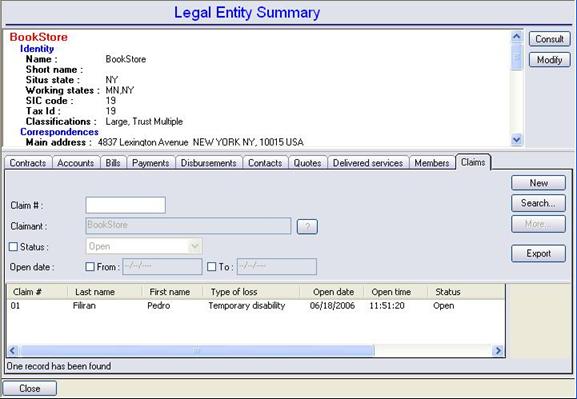 Legal Entity Summary
BookStore
Identity
Name : BookStore
Short name :
Situs state : NY
Working states : MN,NY
SIC code : 19
Tax Id : 19
Classifications : Large, Trust Multiple
Correspondences
Main address : 4837 Lexington Avenue NEW YORK NY, 10015 USA
Consult
Modify
Contracts Accounts Bills Payments Disbursements Contacts Quotes Delivered services Members Claims
New
Claim # :
Search...
Claimant : BookStore ?
More...
Status : Open
Export
Open date : From : --/--/---- To : --/--/----
Claim # Last name First name Type of loss Open date Open time Status
01 Filiran Pedro Temporary disability 06/18/2006 11:51:20 Open
One record has been found
Close